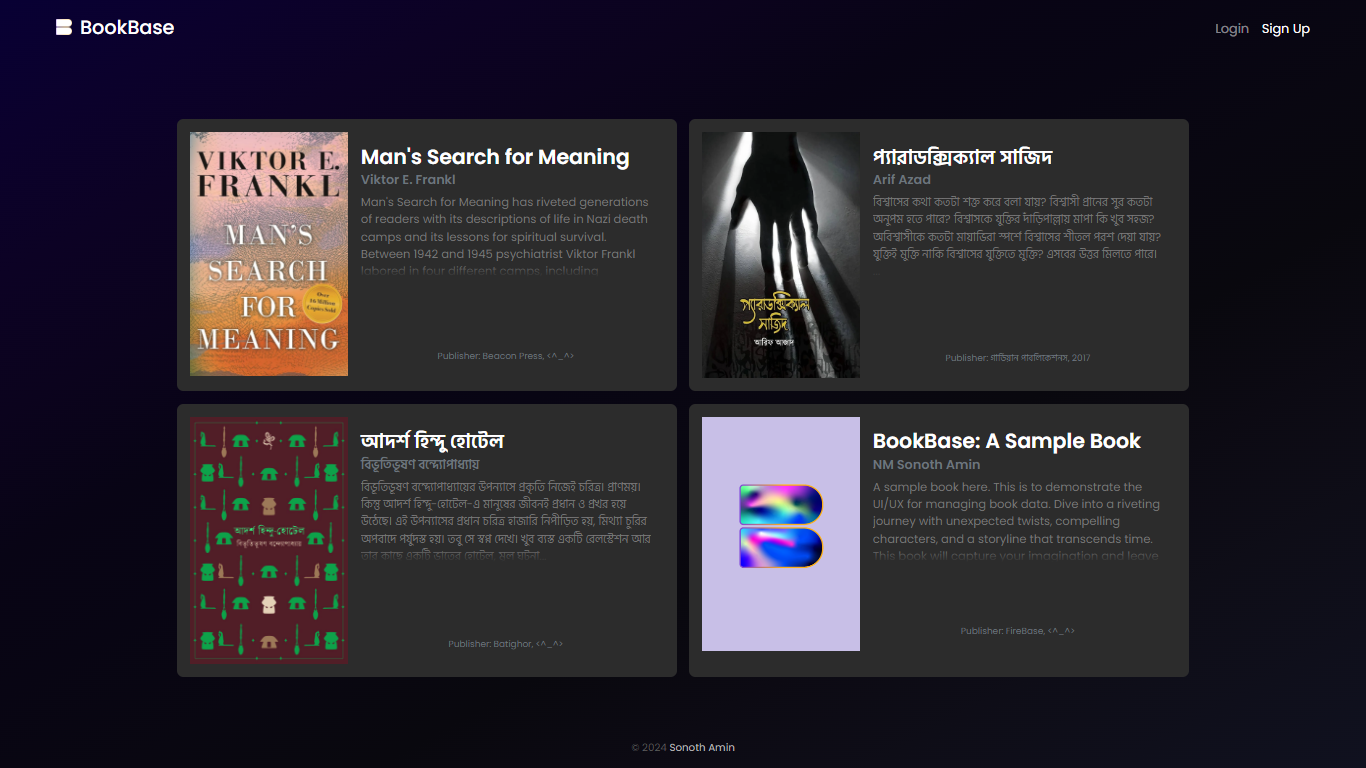 BookBase
Login
Sign Up
VIKTOR E.
FRANKL
MAN'S
SEARCH
FOR
MEANING
Over
16 Million
Copies Sold
Man's Search for Meaning
Viktor E. Frankl
Man's Search for Meaning has riveted generations
of readers with its descriptions of life in Nazi death
camps and its lessons for spiritual survival.
Between 1942 and 1945 psychiatrist Viktor Frankl
labored in four different camps, including
Publisher: Beacon Press, <^_^>
প্যারাডক্সিক্যাল
সাজিদ
আরিফ আজাদ
প্যারাডক্সিক্যাল সাজিদ
Arif Azad
বিশ্বাসের কথা কতটা শক্ত করে বলা যায়? বিশ্বাসী প্রানের সুর কতটা
অনুপম হতে পারে? বিশ্বাসকে যুক্তির দাঁড়িপাল্লায় মাপা কি খুব সহজ?
অবিশ্বাসীকে কতটা মায়াভিরা স্পর্শে বিশ্বাসের শীতল পরশ দেয়া যায়?
যুক্তিই মুক্তি নাকি বিশ্বাসের যুক্তিতে মুক্তি? এসবের উত্তর মিলতে পারে।
Publisher: গার্ডিয়ান পাবলিকেশনস, 2017
আদর্শ হিন্দু-হোটেল
বিভূতিভূষণ বন্দ্যোপাধ্যায়
আদর্শ হিন্দু হোটেল
বিভূতিভূষণ বন্দ্যোপাধ্যায়
বিভূতিভূষণ বন্দ্যোপাধ্যায়ের উপন্যাসে প্রকৃতি নিজেই চরিত্র। প্রাণময়।
কিন্তু আদর্শ হিন্দু-হোটেল-এ মানুষের জীবনই প্রধান ও প্রখর হয়ে
উঠেছে। এই উপন্যাসের প্রধান চরিত্র হাজারি নিপীড়িত হয়, মিথ্যা চুরির
অপবাদে পর্যুদস্ত হয়। তবু সে স্বপ্ন দেখে। খুব ব্যস্ত একটি রেলস্টেশন আর
তার কাছে একটি ভাতের হোটেল, মূল ঘটনা...
Publisher: Batighor, <^_^>
BookBase: A Sample Book
NM Sonoth Amin
A sample book here. This is to demonstrate the
UI/UX for managing book data. Dive into a riveting
journey with unexpected twists, compelling
characters, and a storyline that transcends time.
This book will capture your imagination and leave
Publisher: FireBase, <^_^>
© 2024 Sonoth Amin